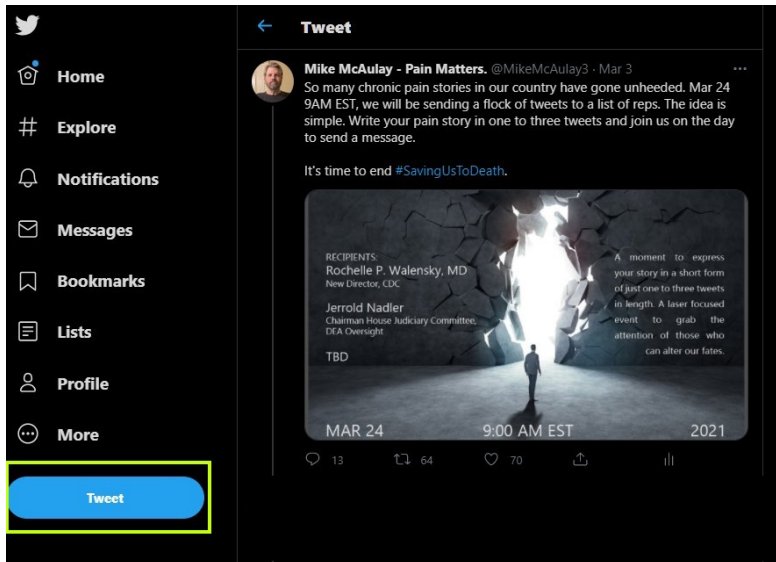 Home
Explore
Notifications
Messages
Bookmarks
Lists
Profile
More
Tweet
Tweet
Mike McAulay - Pain Matters. @MikeMcAulay3 · Mar 3
So many chronic pain stories in our country have gone unheeded. Mar 24
9AM EST, we will be sending a flock of tweets to a list of reps. The idea is
simple. Write your pain story in one to three tweets and join us on the day
to send a message.
It's time to end #SavingUsToDeath.
RECIPIENTS:
Rochelle P. Walensky, MD
New Director, CDC
Jerrold Nadler
Chairman House Judiciary Committee,
DEA Oversight
TBD
A moment to express
your story in a short form
of just one to three tweets
in length. A laser focused
event to grab the
attention of those who
can alter our fates.
MAR 24
9:00 AM EST
2021
13
64
70